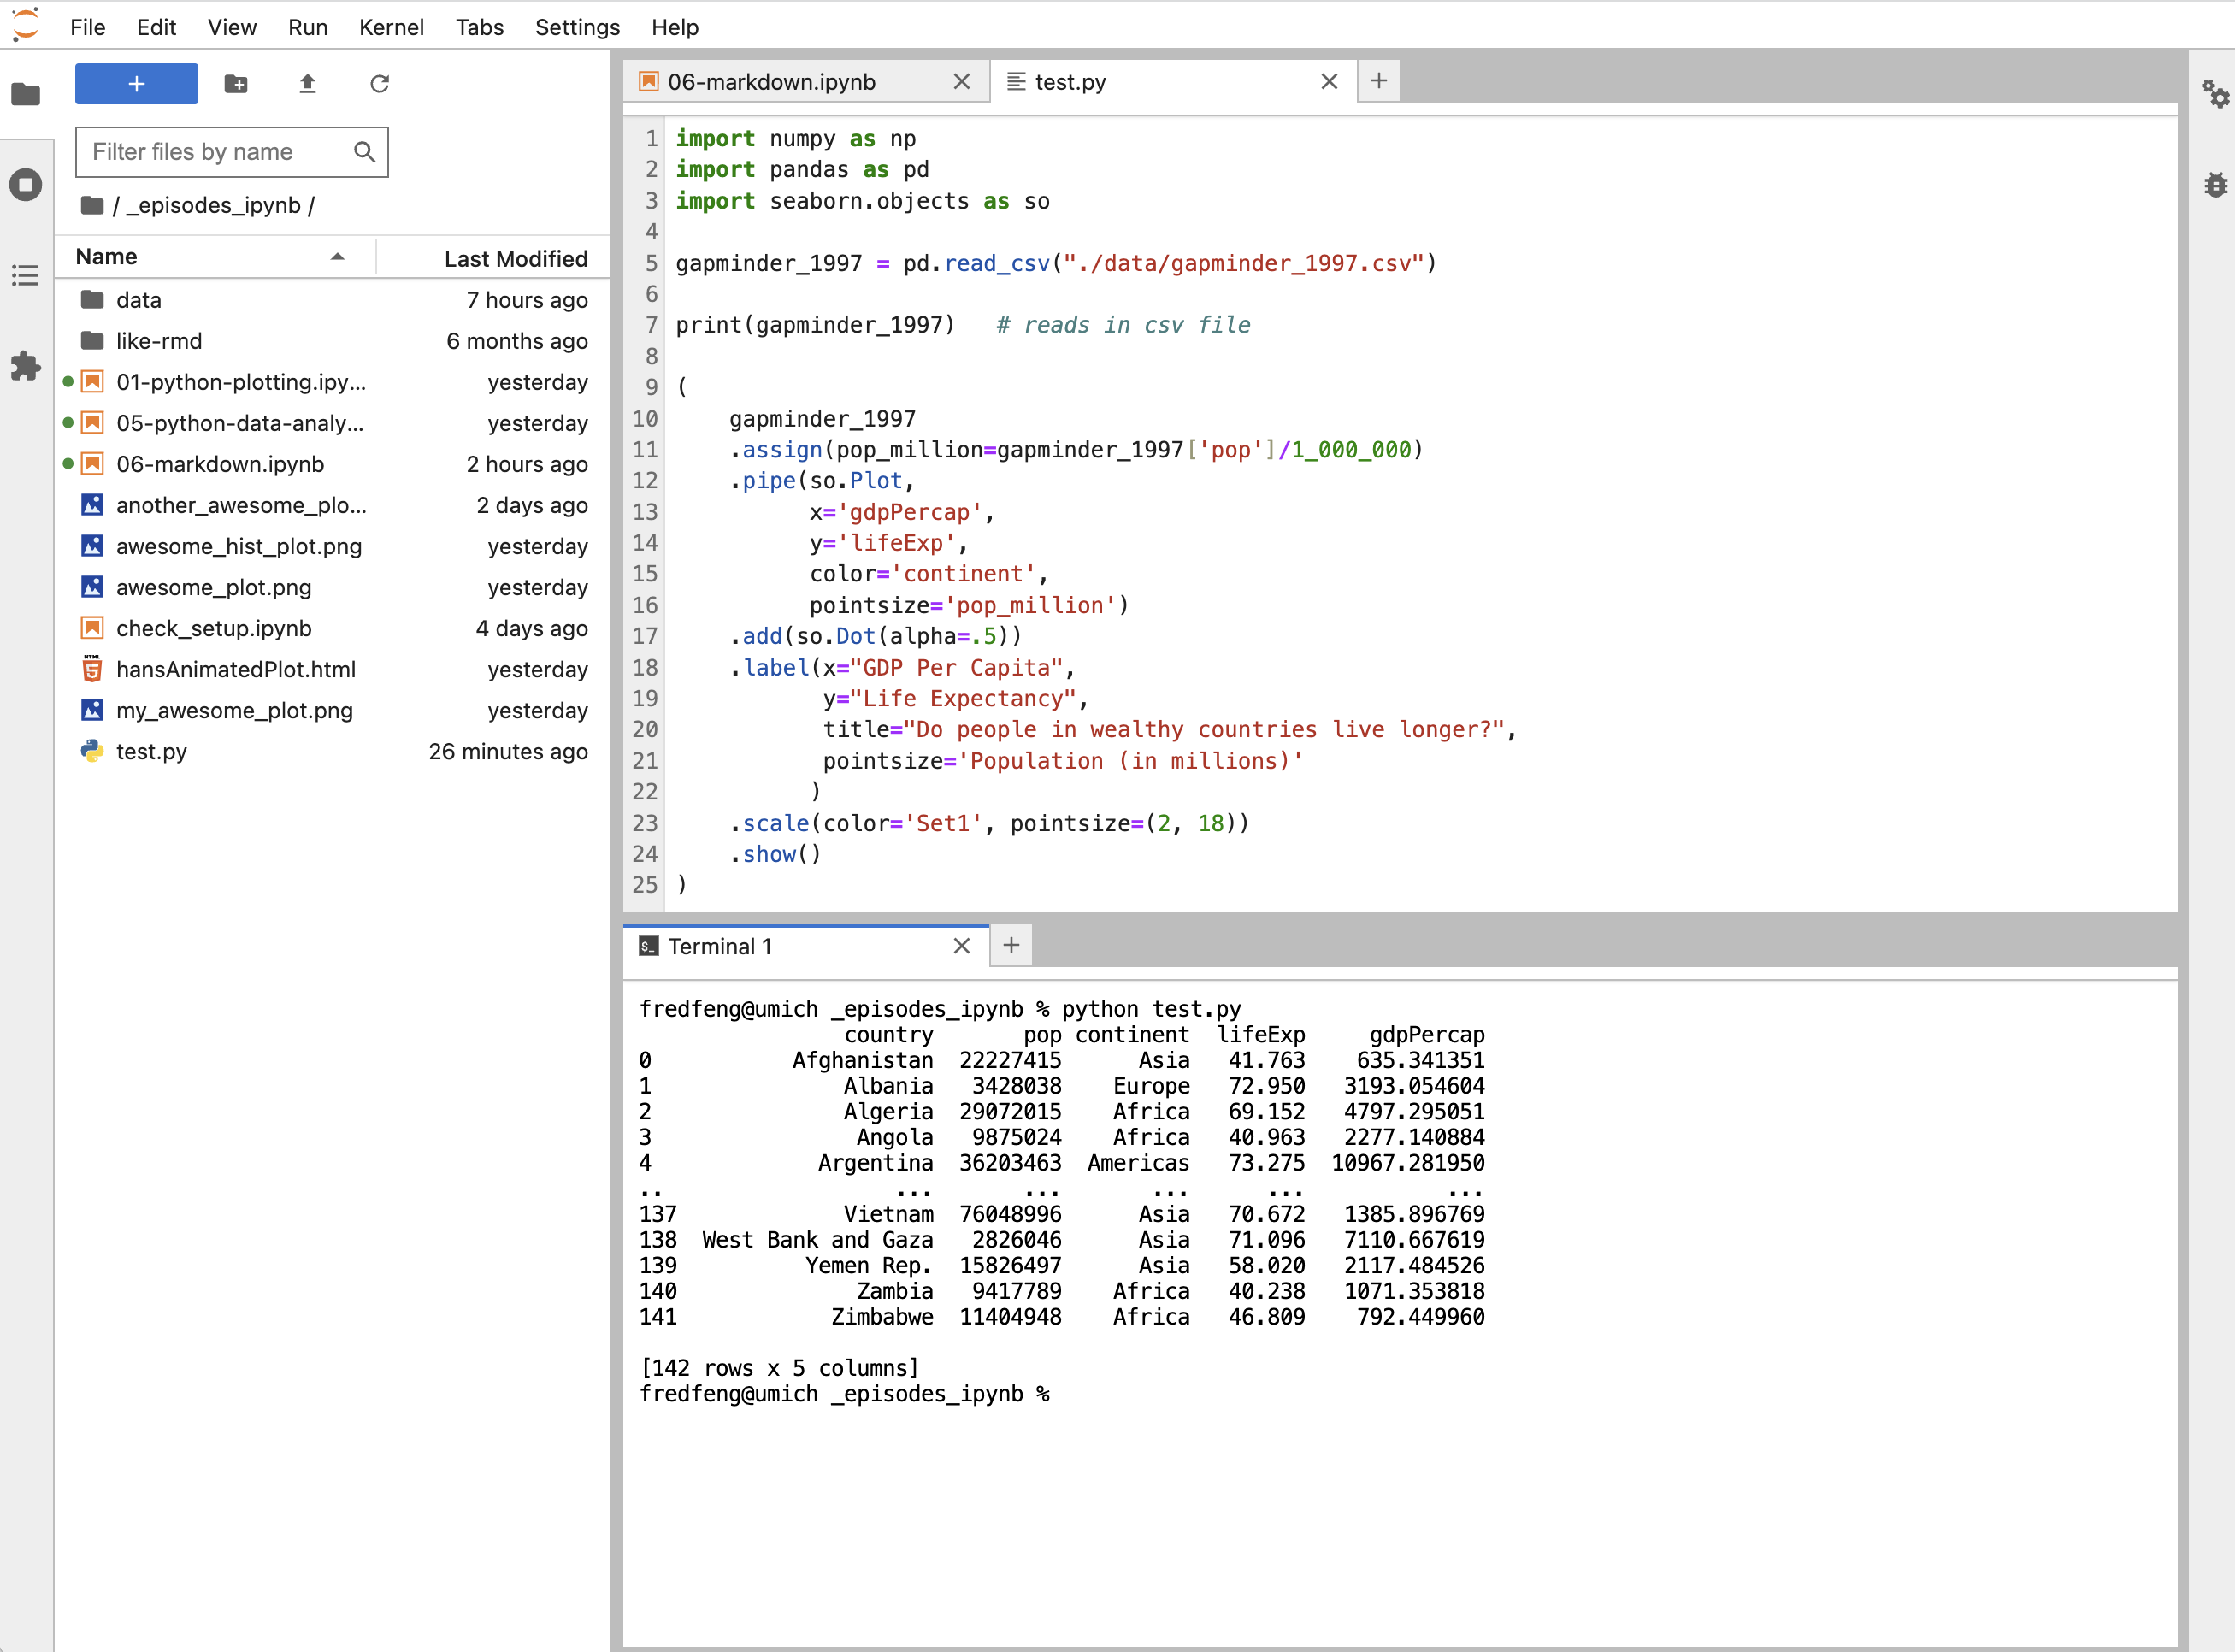 File Edit View Run Kernel Tabs Settings Help
+
Filter files by name
/ _episodes_ipynb /
Name Last Modified
data 7 hours ago
like-rmd 6 months ago
01-python-plotting.ipy... yesterday
05-python-data-analy... yesterday
06-markdown.ipynb 2 hours ago
another_awesome_plo... 2 days ago
awesome_hist_plot.png yesterday
awesome_plot.png yesterday
check_setup.ipynb 4 days ago
HTML 5 hansAnimatedPlot.html yesterday
my_awesome_plot.png yesterday
test.py 26 minutes ago
06-markdown.ipynb × test.py × +
1 import numpy as np
2 import pandas as pd
3 import seaborn.objects as so
4
5 gapminder_1997 = pd.read_csv("./data/gapminder_1997.csv")
6
7 print(gapminder_1997)   # reads in csv file
8
9 (
10     gapminder_1997
11     .assign(pop_million=gapminder_1997['pop']/1_000_000)
12     .pipe(so.Plot,
13           x='gdpPercap',
14           y='lifeExp',
15           color='continent',
16           pointsize='pop_million')
17     .add(so.Dot(alpha=.5))
18     .label(x="GDP Per Capita",
19            y="Life Expectancy",
20            title="Do people in wealthy countries live longer?",
21            pointsize='Population (in millions)'
22           )
23     .scale(color='Set1', pointsize=(2, 18))
24     .show()
25 )
$_ Terminal 1 × +
fredfeng@umich _episodes_ipynb % python test.py
                country       pop continent  lifeExp     gdpPercap
0           Afghanistan  22227415      Asia   41.763    635.341351
1               Albania   3428038    Europe   72.950   3193.054604
2               Algeria  29072015    Africa   69.152   4797.295051
3                Angola   9875024    Africa   40.963   2277.140884
4             Argentina  36203463  Americas   73.275  10967.281950
..                  ...       ...       ...      ...           ...
137             Vietnam  76048996      Asia   70.672   1385.896769
138  West Bank and Gaza   2826046      Asia   71.096   7110.667619
139          Yemen Rep.  15826497      Asia   58.020   2117.484526
140              Zambia   9417789    Africa   40.238   1071.353818
141            Zimbabwe  11404948    Africa   46.809    792.449960
[142 rows x 5 columns]
fredfeng@umich _episodes_ipynb %